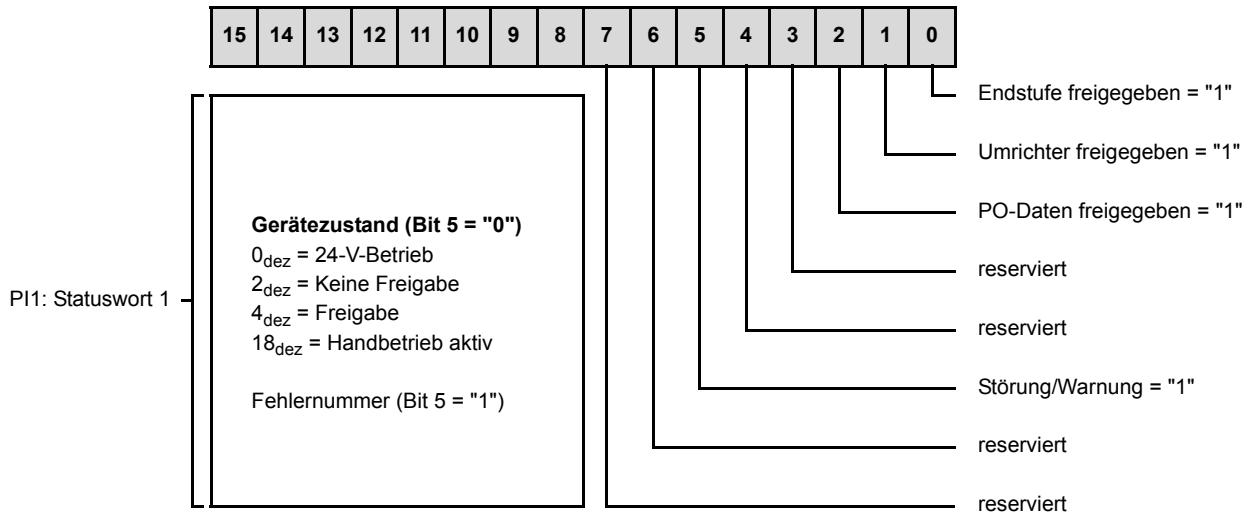 15 14 13 12 11 10 9 8 7 6 5 4 3 2 1 0
Endstufe freigegeben = "1"
Umrichter freigegeben = "1"
PO-Daten freigegeben = "1"
reserviert
reserviert
Störung/Warnung = "1"
reserviert
reserviert
PI1: Statuswort 1
Gerätezustand (Bit 5 = "0")
0dez = 24-V-Betrieb
2dez = Keine Freigabe
4dez = Freigabe
18dez = Handbetrieb aktiv
Fehlernummer (Bit 5 = "1")